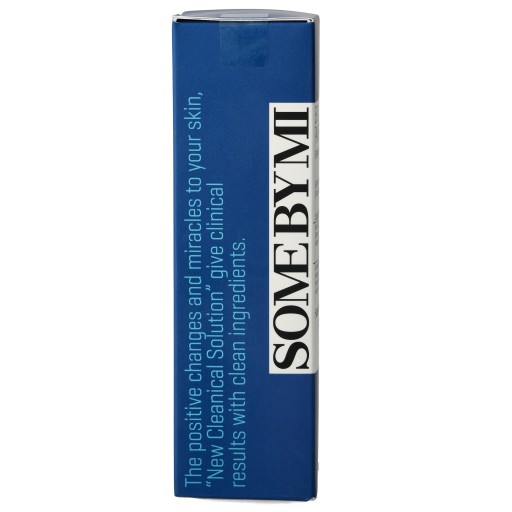 The positive changes and miracles to your skin,
“New Cleanical Solution” give clinical
results with clean ingredients.
SOMEBYMI